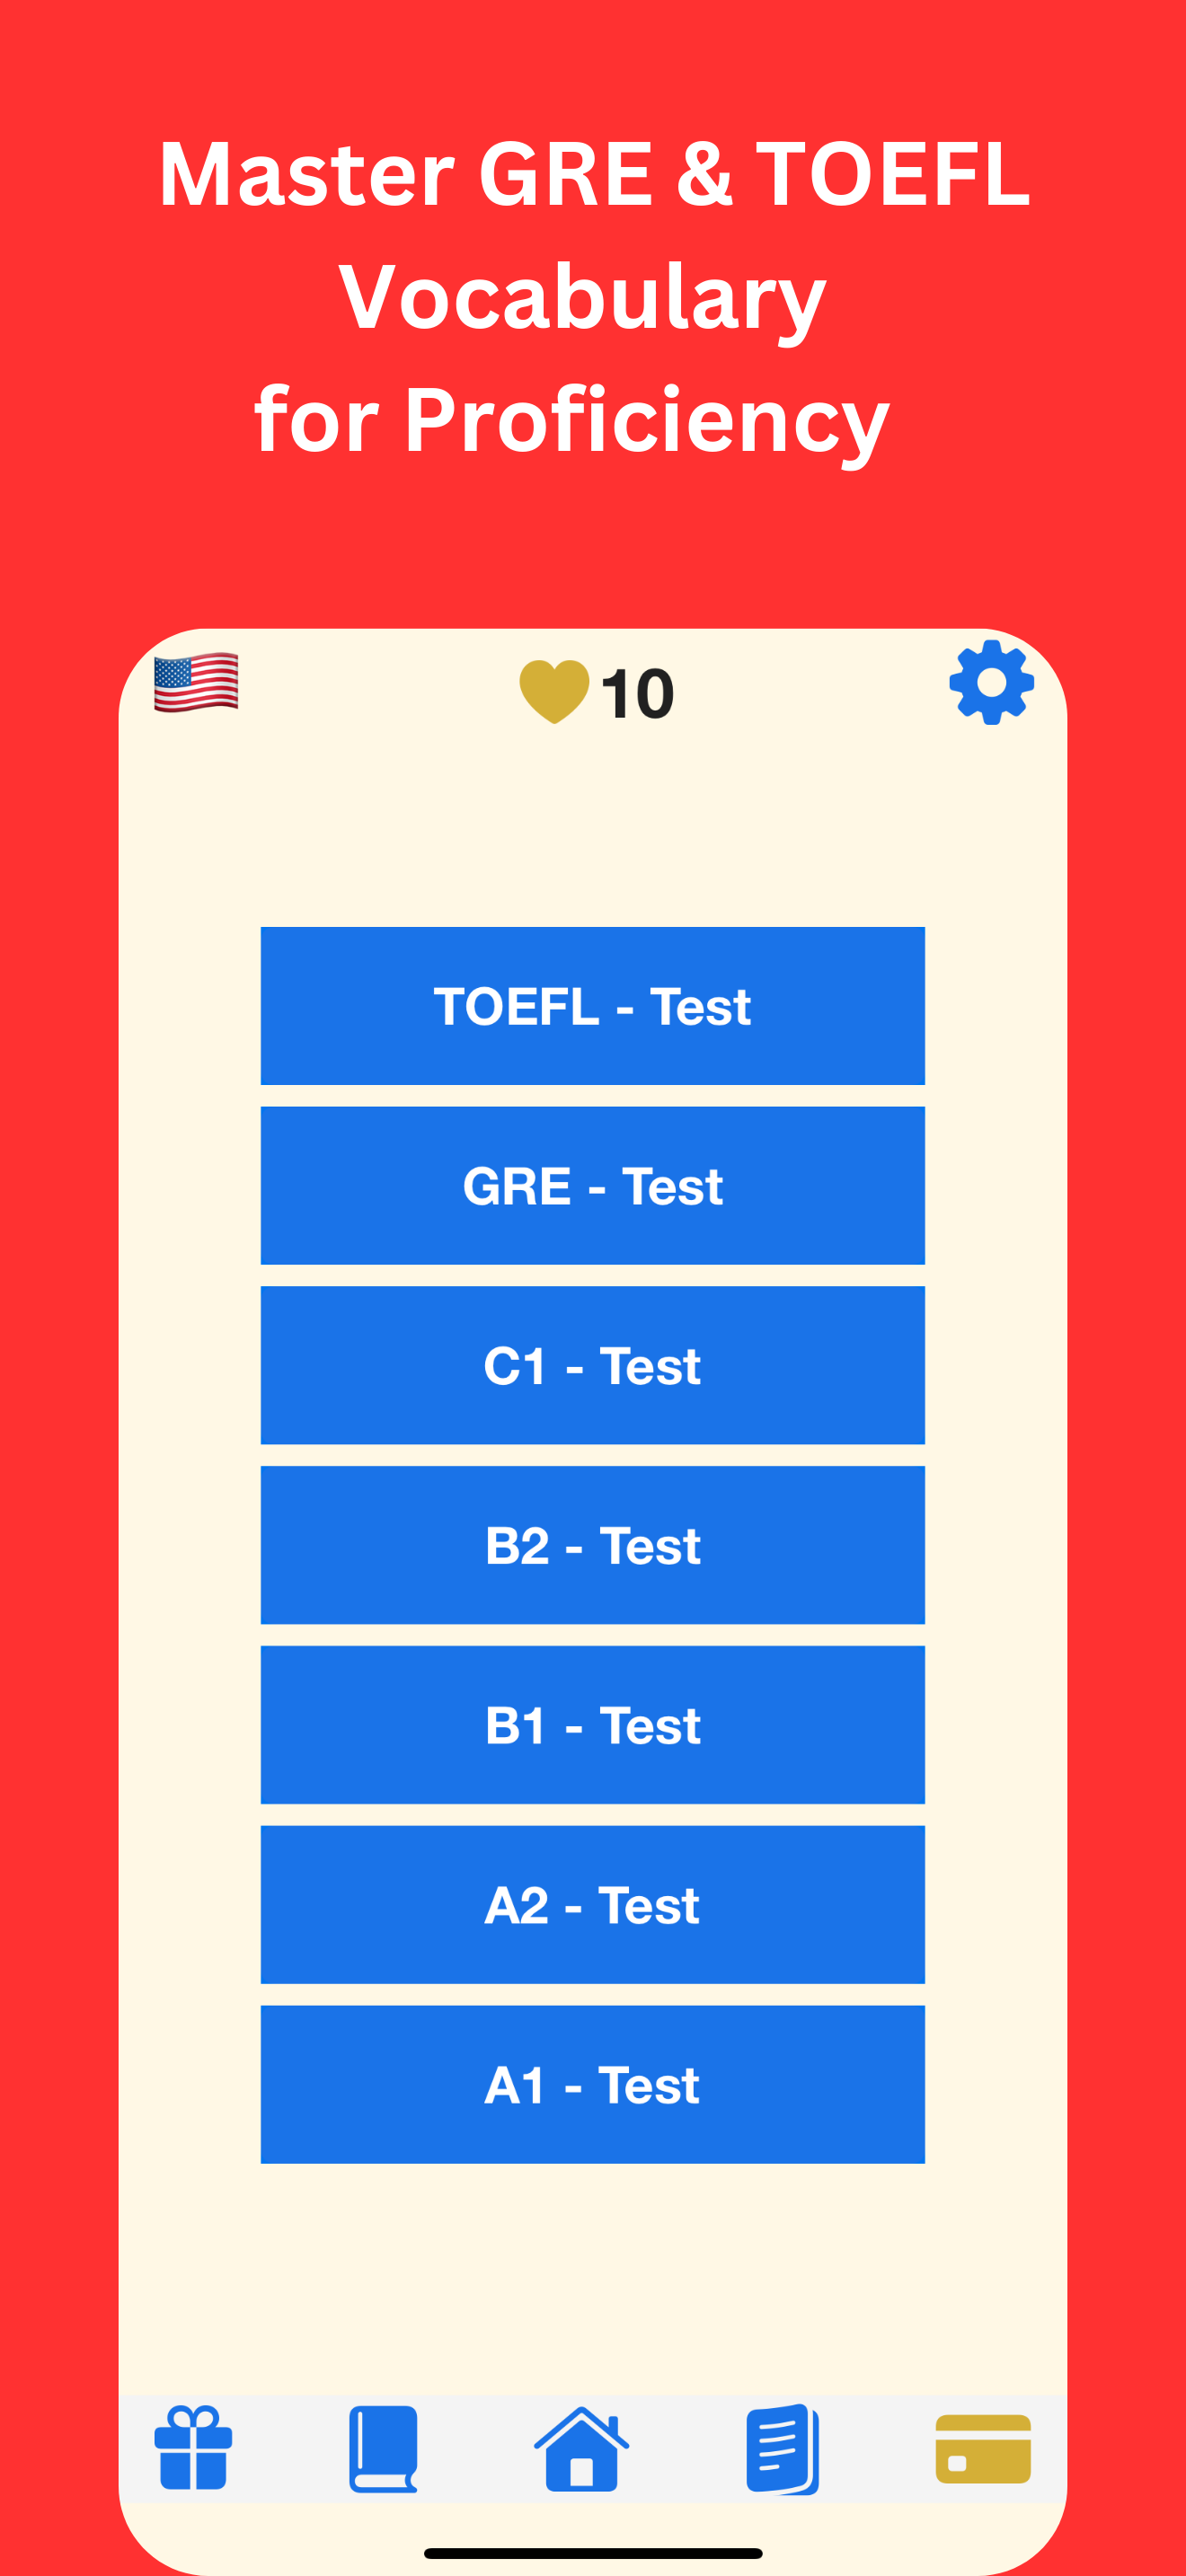 Master GRE & TOEFL
Vocabulary
for Proficiency
10
TOEFL - Test
GRE - Test
C1 - Test
B2 - Test
B1 - Test
A2 - Test
A1 - Test